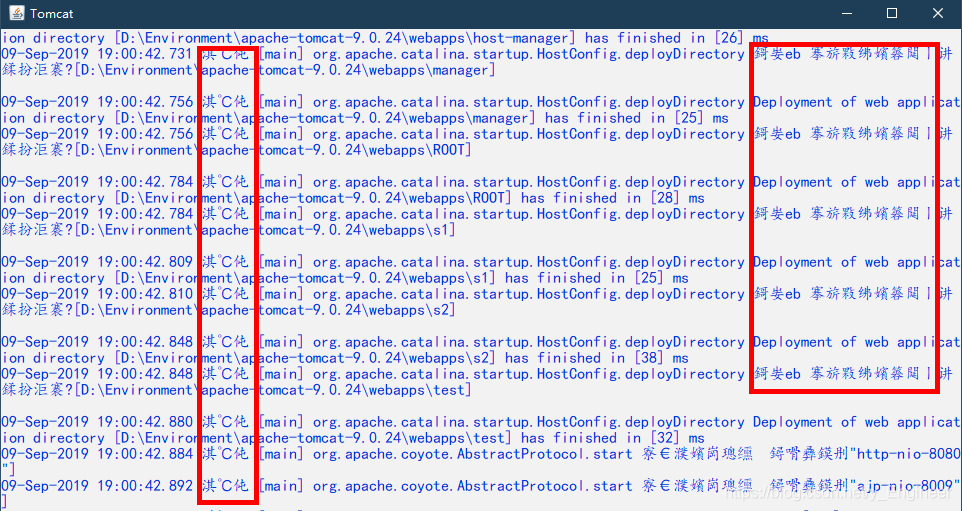 Tomcat
ion directory [D:\Environment\apache-tomcat-9.0.24\webapps\host-manager] has finished in [26] ms
09-Sep-2019 19:00:42.731 淇℃伅 [main] org.apache.catalina.startup.HostConfig.deployDirectory 鎶妛eb 搴旂敤绋嬪簭閮ㄧ讲
鍒扮洰褰?[D:\Environment\apache-tomcat-9.0.24\webapps\manager]
09-Sep-2019 19:00:42.756 淇℃伅 [main] org.apache.catalina.startup.HostConfig.deployDirectory Deployment of web applicat
ion directory [D:\Environment\apache-tomcat-9.0.24\webapps\manager] has finished in [25] ms
09-Sep-2019 19:00:42.756 淇℃伅 [main] org.apache.catalina.startup.HostConfig.deployDirectory 鎶妛eb 搴旂敤绋嬪簭閮ㄧ讲
鍒扮洰褰?[D:\Environment\apache-tomcat-9.0.24\webapps\ROOT]
09-Sep-2019 19:00:42.784 淇℃伅 [main] org.apache.catalina.startup.HostConfig.deployDirectory Deployment of web applicat
ion directory [D:\Environment\apache-tomcat-9.0.24\webapps\ROOT] has finished in [28] ms
09-Sep-2019 19:00:42.784 淇℃伅 [main] org.apache.catalina.startup.HostConfig.deployDirectory 鎶妛eb 搴旂敤绋嬪簭閮ㄧ讲
鍒扮洰褰?[D:\Environment\apache-tomcat-9.0.24\webapps\s1]
09-Sep-2019 19:00:42.809 淇℃伅 [main] org.apache.catalina.startup.HostConfig.deployDirectory Deployment of web applicat
ion directory [D:\Environment\apache-tomcat-9.0.24\webapps\s1] has finished in [25] ms
09-Sep-2019 19:00:42.810 淇℃伅 [main] org.apache.catalina.startup.HostConfig.deployDirectory 鎶妛eb 搴旂敤绋嬪簭閮ㄧ讲
鍒扮洰褰?[D:\Environment\apache-tomcat-9.0.24\webapps\s2]
09-Sep-2019 19:00:42.848 淇℃伅 [main] org.apache.catalina.startup.HostConfig.deployDirectory Deployment of web applicat
ion directory [D:\Environment\apache-tomcat-9.0.24\webapps\s2] has finished in [38] ms
09-Sep-2019 19:00:42.848 淇℃伅 [main] org.apache.catalina.startup.HostConfig.deployDirectory 鎶妛eb 搴旂敤绋嬪簭閮ㄧ讲
鍒扮洰褰?[D:\Environment\apache-tomcat-9.0.24\webapps\test]
09-Sep-2019 19:00:42.880 淇℃伅 [main] org.apache.catalina.startup.HostConfig.deployDirectory Deployment of web applicat
ion directory [D:\Environment\apache-tomcat-9.0.24\webapps\test] has finished in [32] ms
09-Sep-2019 19:00:42.884 淇℃伅 [main] org.apache.coyote.AbstractProtocol.start 寮€濮嬪崗璁 鐞嗗彞鏌刐"http-nio-8080
"]
09-Sep-2019 19:00:42.892 淇℃伅 [main] org.apache.coyote.AbstractProtocol.start 寮€濮嬪崗璁 鐞嗗彞鏌刐"ajp-nio-8009"
]